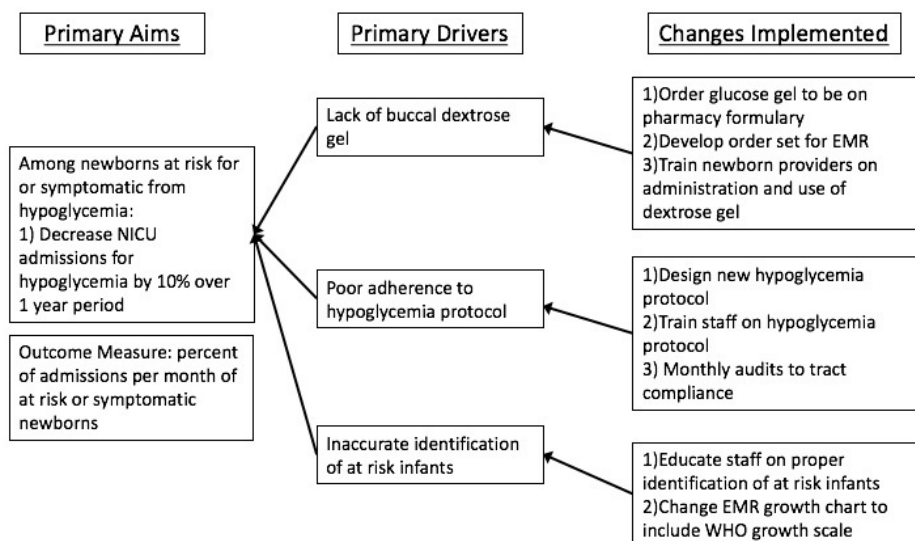 Primary Aims
Primary Drivers
Changes Implemented
Among newborns at risk for
or symptomatic from
hypoglycemia:
1) Decrease NICU
admissions for
hypoglycemia by 10% over
1 year period
Outcome Measure: percent
of admissions per month of
at risk or symptomatic
newborns
Lack of buccal dextrose
gel
Poor adherence to
hypoglycemia protocol
Inaccurate identification
of at risk infants
1)Order glucose gel to be on
pharmacy formulary
2)Develop order set for EMR
3)Train newborn providers on
administration and use of
dextrose gel
1)Design new hypoglycemia
protocol
2)Train staff on hypoglycemia
protocol
3) Monthly audits to tract
compliance
1)Educate staff on proper
identification of at risk infants
2)Change EMR growth chart to
include WHO growth scale